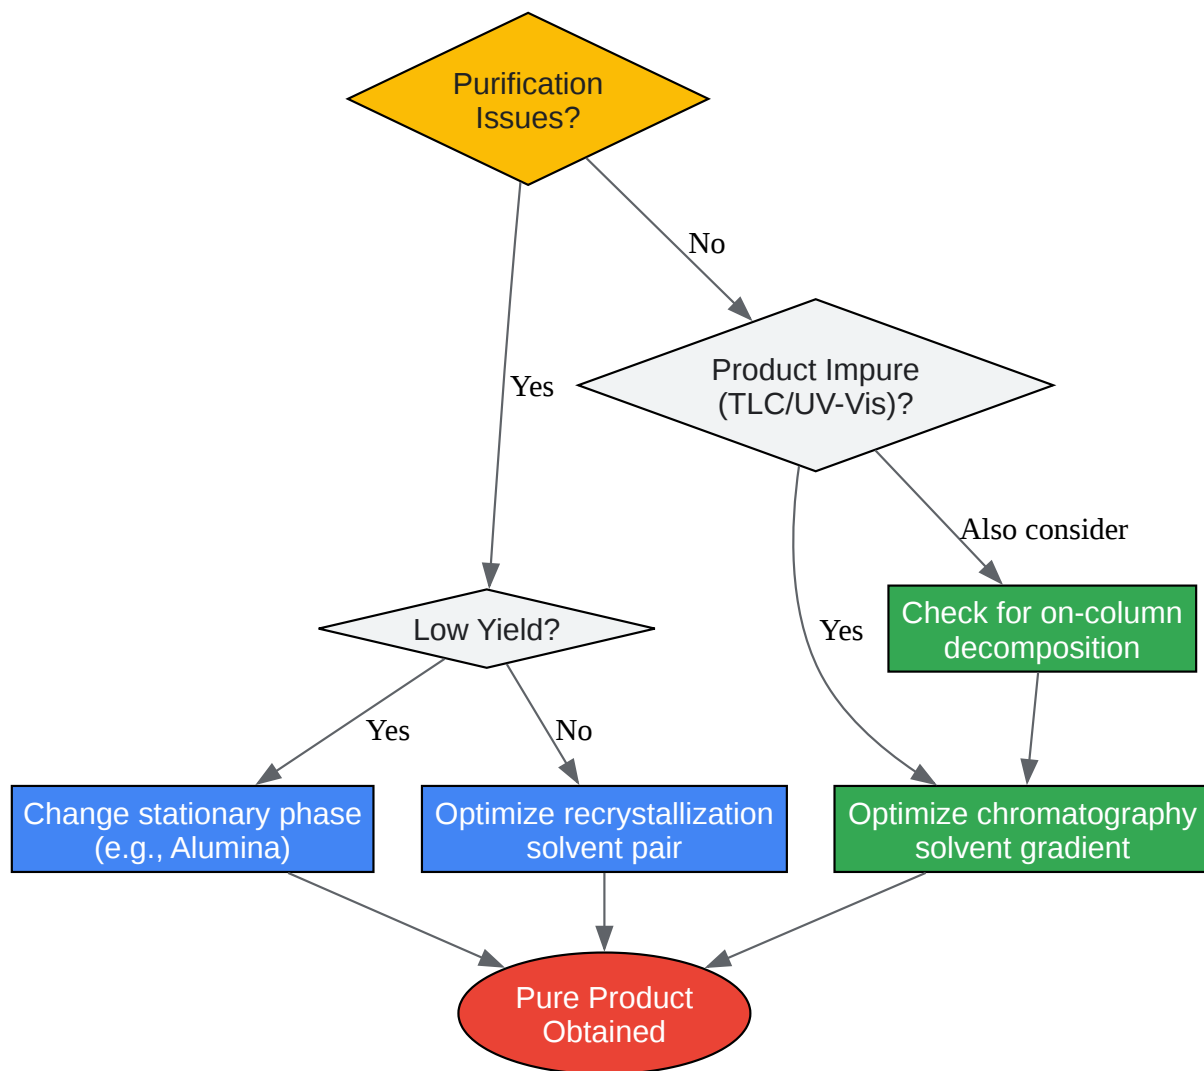 Purification
Issues?
No
Yes
Product Impure
(TLC/UV-Vis)?
Also consider
Yes
Check for on-column
decomposition
Low Yield?
Yes
No
Change stationary phase
(e.g., Alumina)
Optimize recrystallization
solvent pair
Optimize chromatography
solvent gradient
Pure Product
Obtained